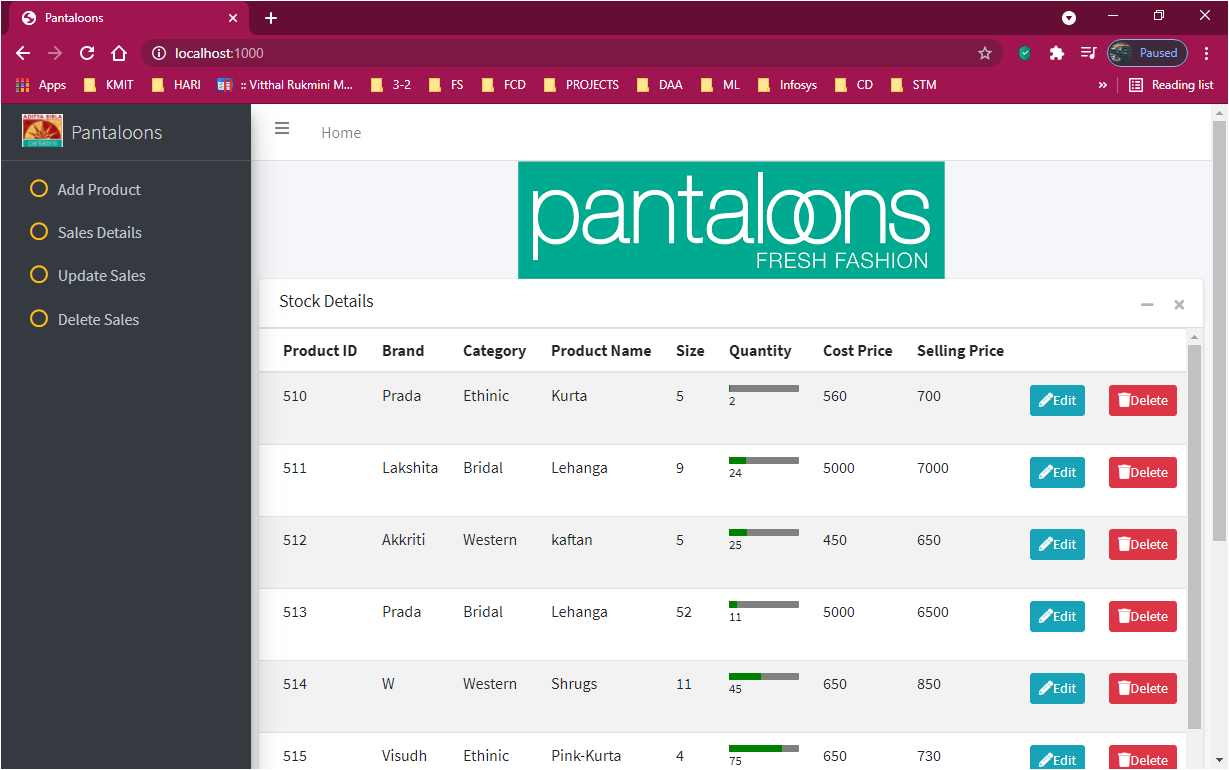 Pantaloons
localhost:1000
Paused
Apps KMIT HARI :: Vitthal Rukmini M... 3-2 FS FCD PROJECTS DAA ML Infosys CD STM » Reading list
ADITYA BIRLA
pantaloons
Pantaloons
Home
Add Product
Sales Details
Update Sales
Delete Sales
pantaloons
FRESH FASHION
Stock Details
Product ID Brand Category Product Name Size Quantity Cost Price Selling Price
510 Prada Ethinic Kurta 5 2 560 700 Edit Delete
511 Lakshita Bridal Lehanga 9 24 5000 7000 Edit Delete
512 Akkriti Western kaftan 5 25 450 650 Edit Delete
513 Prada Bridal Lehanga 52 11 5000 6500 Edit Delete
514 W Western Shrugs 11 45 650 850 Edit Delete
515 Visudh Ethinic Pink-Kurta 4 75 650 730 Edit Delete